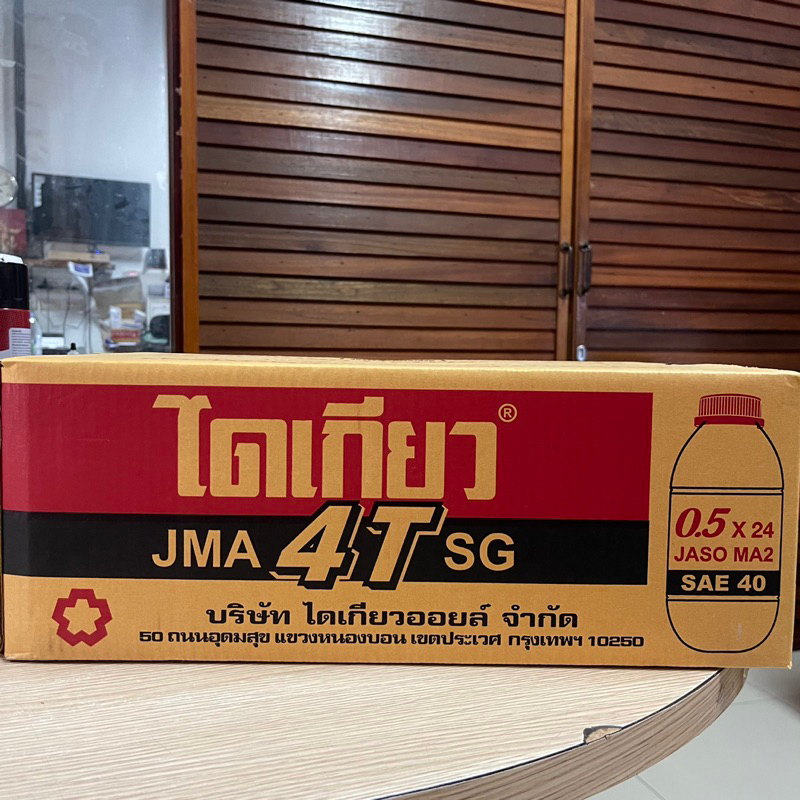 ไดเกียว®
JMA 4T SG
บริษัท ไดเกียวออยล์ จำกัด
50 ถนนอุดมสุข แขวงหนองบอน เขตประเวศ กรุงเทพฯ 10250
0.5 X 24
JASO MA2
SAE 40